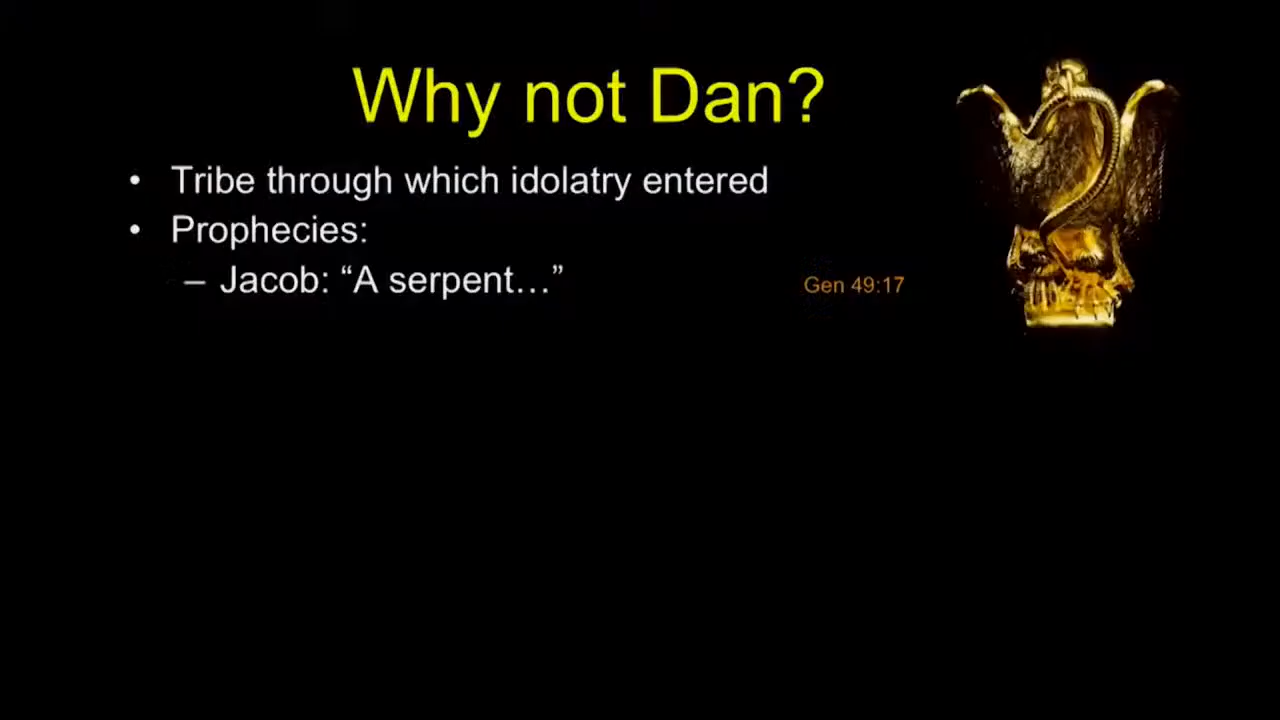 Why not Dan?
• Tribe through which idolatry entered
• Prophecies:
– Jacob: “A serpent…” Gen 49:17